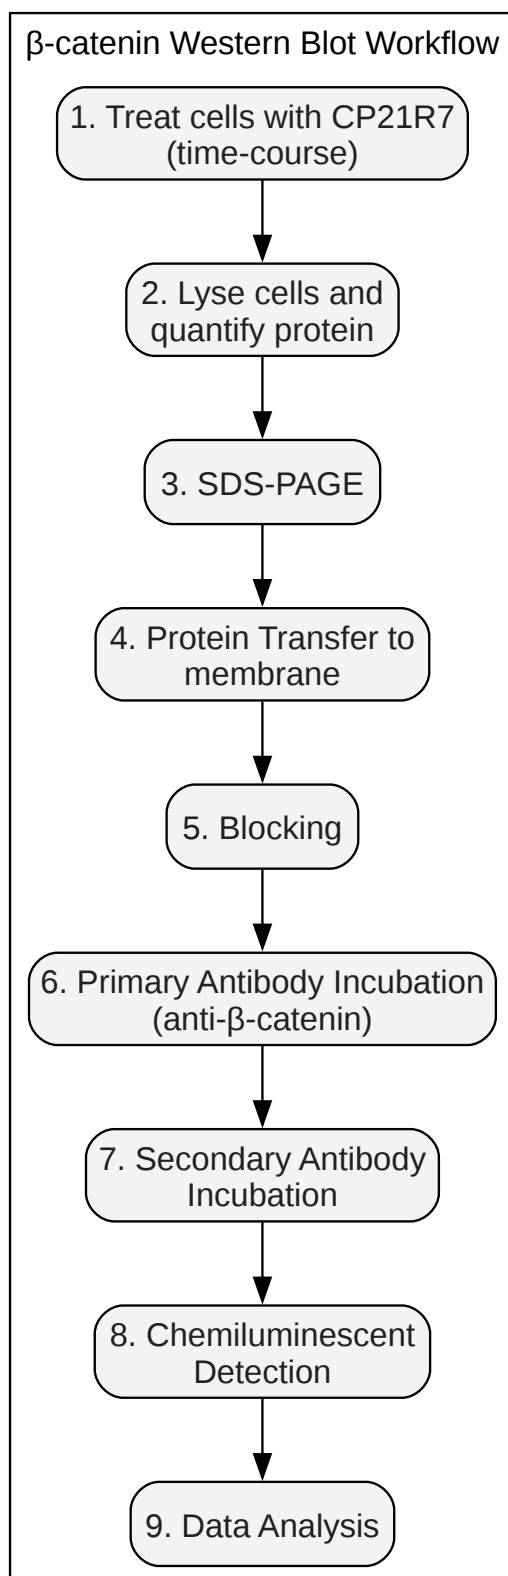 β-catenin Western Blot Workflow
1. Treat cells with CP21R7
(time-course)
2. Lyse cells and
quantify protein
3. SDS-PAGE
4. Protein Transfer to
membrane
5. Blocking
6. Primary Antibody Incubation
(anti-β-catenin)
7. Secondary Antibody
Incubation
8. Chemiluminescent
Detection
9. Data Analysis